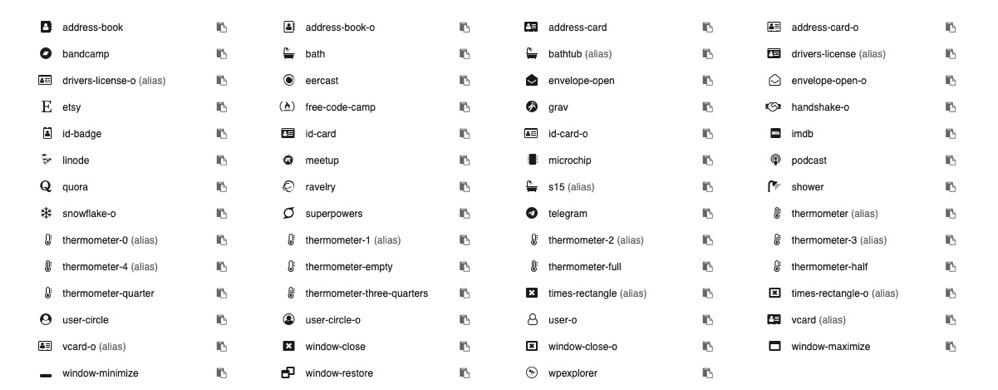 address-book address-book-o address-card address-card-o
bandcamp bath bathtub (alias) drivers-license (alias)
drivers-license-o (alias) eercast envelope-open envelope-open-o
etsy free-code-camp grav handshake-o
id-badge id-card id-card-o imdb
linode meetup microchip podcast
quora ravelry s15 (alias) shower
snowflake-o superpowers telegram thermometer (alias)
thermometer-0 (alias) thermometer-1 (alias) thermometer-2 (alias) thermometer-3 (alias)
thermometer-4 (alias) thermometer-empty thermometer-full thermometer-half
thermometer-quarter thermometer-three-quarters times-rectangle (alias) times-rectangle-o (alias)
user-circle user-circle-o user-o vcard (alias)
vcard-o (alias) window-close window-close-o window-maximize
window-minimize window-restore wpexplorer